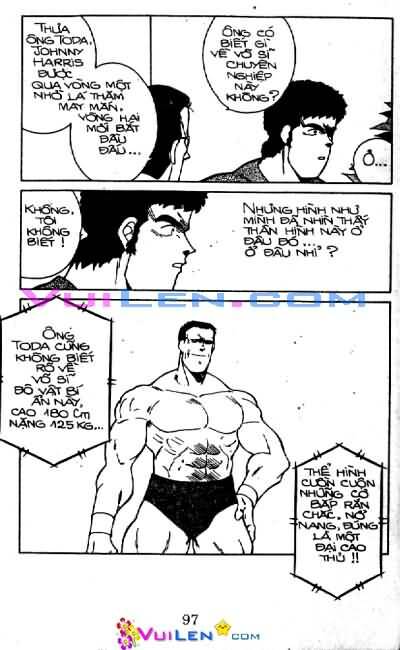 THƯA
ÔNG TODA,
JOHNNY
HARRIS
ĐƯỢC
QUA VÒNG MỘT
NHỜ LÁ THĂM
MAY MẮN,
VÒNG HAI
MỚI BẮT
ĐẦU
ĐẤU...
ÔNG CÓ
BIẾT GÌ
VỀ VÕ SĨ
CHUYÊN
NGHIỆP
NÀY
KHÔNG?
Ơ...
KHÔNG,
TÔI
KHÔNG
BIẾT!
NHƯNG HÌNH NHƯ
MÌNH ĐÃ NHÌN THẤY
THÂN HÌNH NÀY Ở
ĐÂU ĐÓ...
Ở ĐÂU NHỈ?
VUILEN.COM
ÔNG
TODA CŨNG
KHÔNG BIẾT
RÕ VỀ
VÕ SĨ
ĐÔ VẬT BÍ
ẨN NÀY,
CAO 180 Cm
NẶNG 125 KG...
THỂ HÌNH
CUỒN CUỘN
NHỮNG CƠ
BẮP RẮN
CHẮC, NỞ
NANG, ĐÚNG
LÀ MỘT
ĐẠI CAO
THỦ!!
97
VUILEN.COM